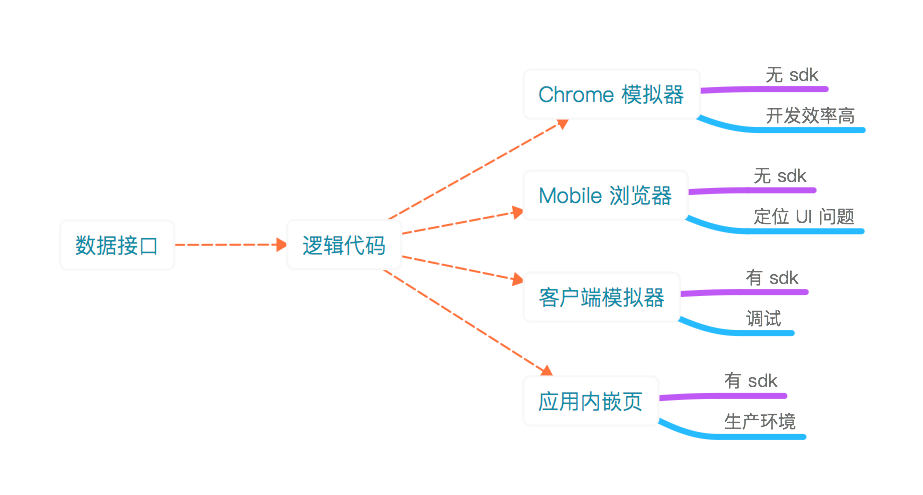 无 sdk
Chrome 模拟器
开发效率高
无 sdk
Mobile 浏览器
定位 UI 问题
数据接口
逻辑代码
有 sdk
客户端模拟器
调试
有 sdk
应用内嵌页
生产环境